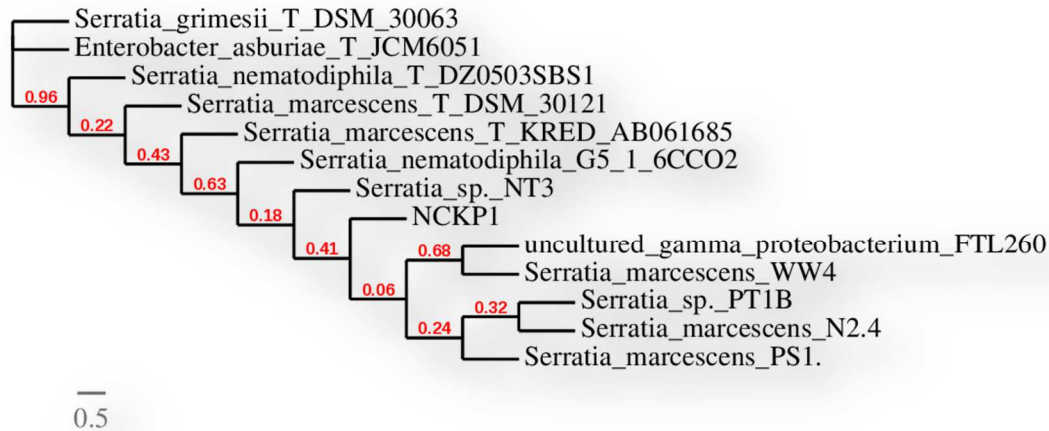 Serratia_grimesii_T_DSM_30063
Enterobacter_asburiae_T_JCM6051
Serratia_nematodiphila_T_DZ0503SBS1
0.96
Serratia_marcescens_T_DSM_30121
0.22
Serratia_marcescens_T_KRED_AB061685
0.43
Serratia_nematodiphila_G5_1_6CCO2
0.63
Serratia_sp._NT3
0.18
NCKP1
0.41
uncultured_gamma_proteobacterium_FTL260
0.68
Serratia_marcescens_WW4
0.06
Serratia_sp._PT1B
0.32
Serratia_marcescens_N2.4
0.24
Serratia_marcescens_PS1.
0.5